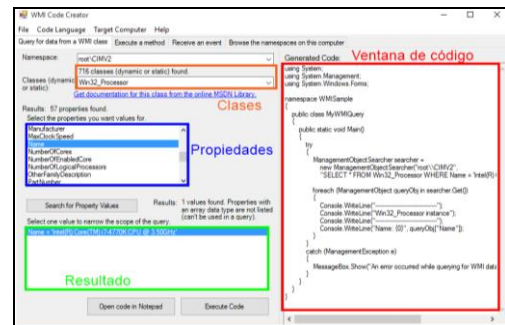 WMI Code Creator
File Code Language Target Computer Help
Query for data from a WMI class Execute a method Receive an event Browse the namespaces on this computer
Namespace: root\CIMV2
716 classes (dynamic or static) found.
Classes (dynamic or static): Win32_Processor
Get documentation for this class from the online MSDN Library.
Clases
Results: 57 properties found.
Select the properties you want values for.
Manufacturer
MaxClockSpeed
Name
NumberOfCores
NumberOfEnabledCore
NumberOfLogicalProcessors
OtherFamilyDescription
PartNumber
Propiedades
Search for Property Values
Results: 1 values found. Properties with
an array data type are not listed
(can't be used in a query).
Select one value to narrow the scope of the query.
Name = 'Intel(R) Core(TM) i7-4770K CPU @ 3.50GHz'
Resultado
Open code in Notepad Execute Code
Generated Code:
Ventana de código
using System;
using System.Management;
using System.Windows.Forms;
namespace WMISample
{
public class MyWMIQuery
{
public static void Main()
{
try
{
ManagementObjectSearcher searcher =
new ManagementObjectSearcher("root\\CIMV2",
"SELECT * FROM Win32_Processor WHERE Name = 'Intel(R)
foreach (ManagementObject queryObj in searcher.Get())
{
Console.WriteLine("-----------------------------------");
Console.WriteLine("Win32_Processor instance");
Console.WriteLine("-----------------------------------");
Console.WriteLine("Name: {0}", queryObj["Name"]);
}
}
catch (ManagementException e)
{
MessageBox.Show("An error occurred while querying for WMI data
}
}
}
}